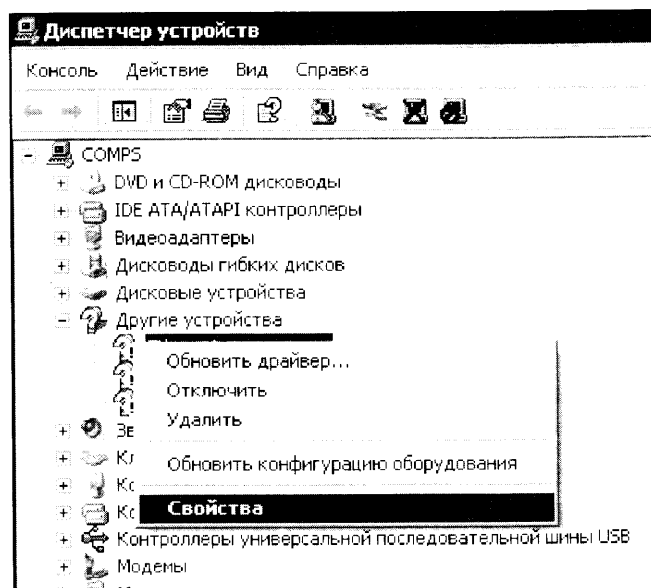 Диспетчер устройств
Консоль Действие Вид Справка
COMPS
DVD и CD-ROM дисководы
IDE ATA/ATAPI контроллеры
Видеоадаптеры
Дисководы гибких дисков
Дисковые устройства
Другие устройства
Обновить драйвер...
Отключить
Удалить
Зв
Обновить конфигурацию оборудования
Свойства
Контроллеры универсальной последовательной шины USB
Модемы